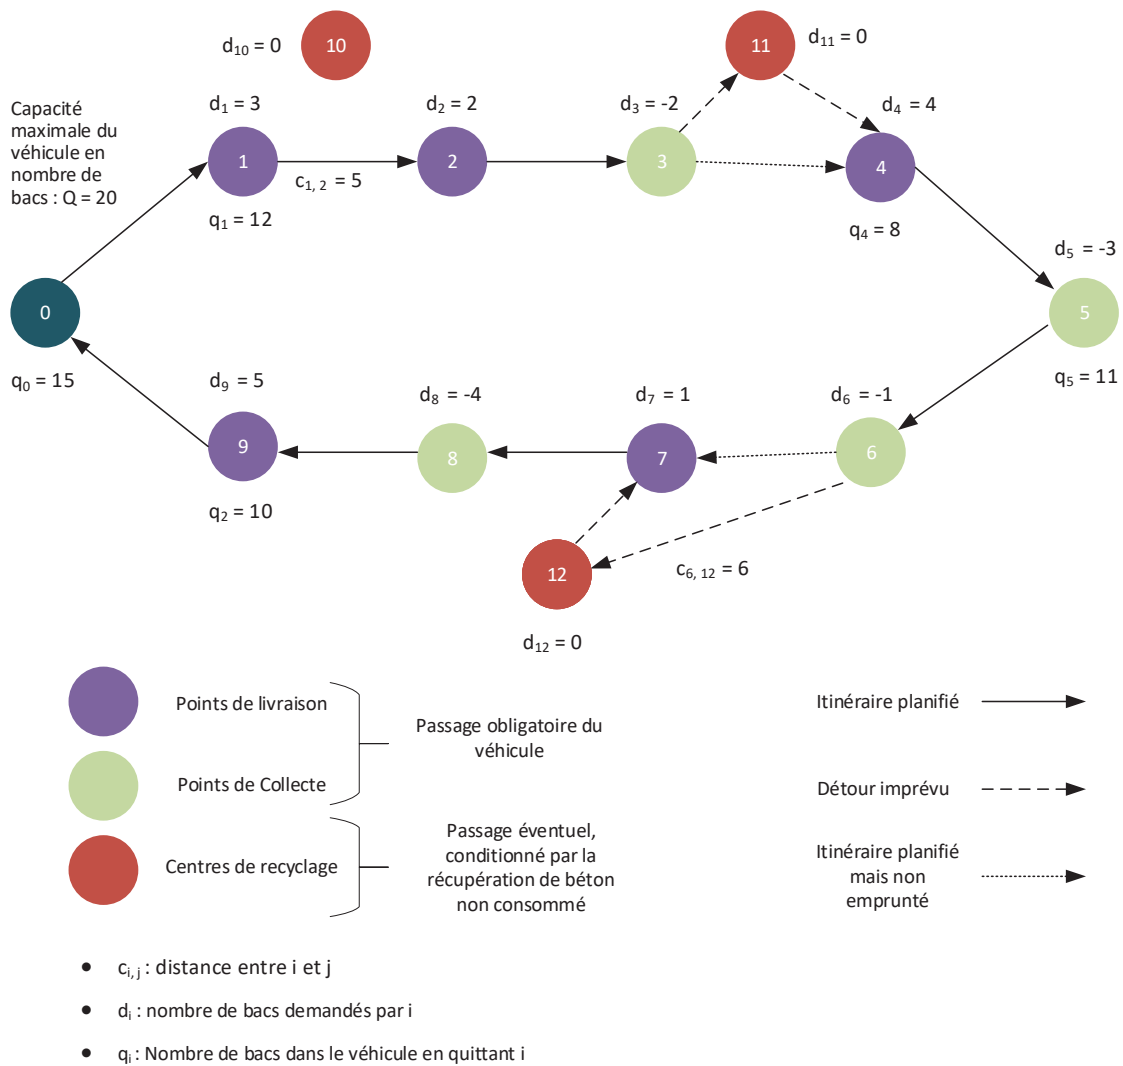 d10 = 0
10
11
d11 = 0
Capacité
maximale du
véhicule en
nombre de
bacs : Q = 20
d1 = 3
d2 = 2
d3 = -2
d4 = 4
1
2
3
4
c1, 2 = 5
q1 = 12
q4 = 8
d5 = -3
0
5
q0 = 15
q5 = 11
d9 = 5
d8 = -4
d7 = 1
d6 = -1
9
8
7
6
q2 = 10
12
c6, 12 = 6
d12 = 0
Points de livraison
Points de Collecte
Passage obligatoire du
véhicule
Centres de recyclage
Passage éventuel,
conditionné par la
récupération de béton
non consommé
Itinéraire planifié
Détour imprévu
Itinéraire planifié
mais non
emprunté
• ci, j : distance entre i et j
• di : nombre de bacs demandés par i
• qi : Nombre de bacs dans le véhicule en quittant i